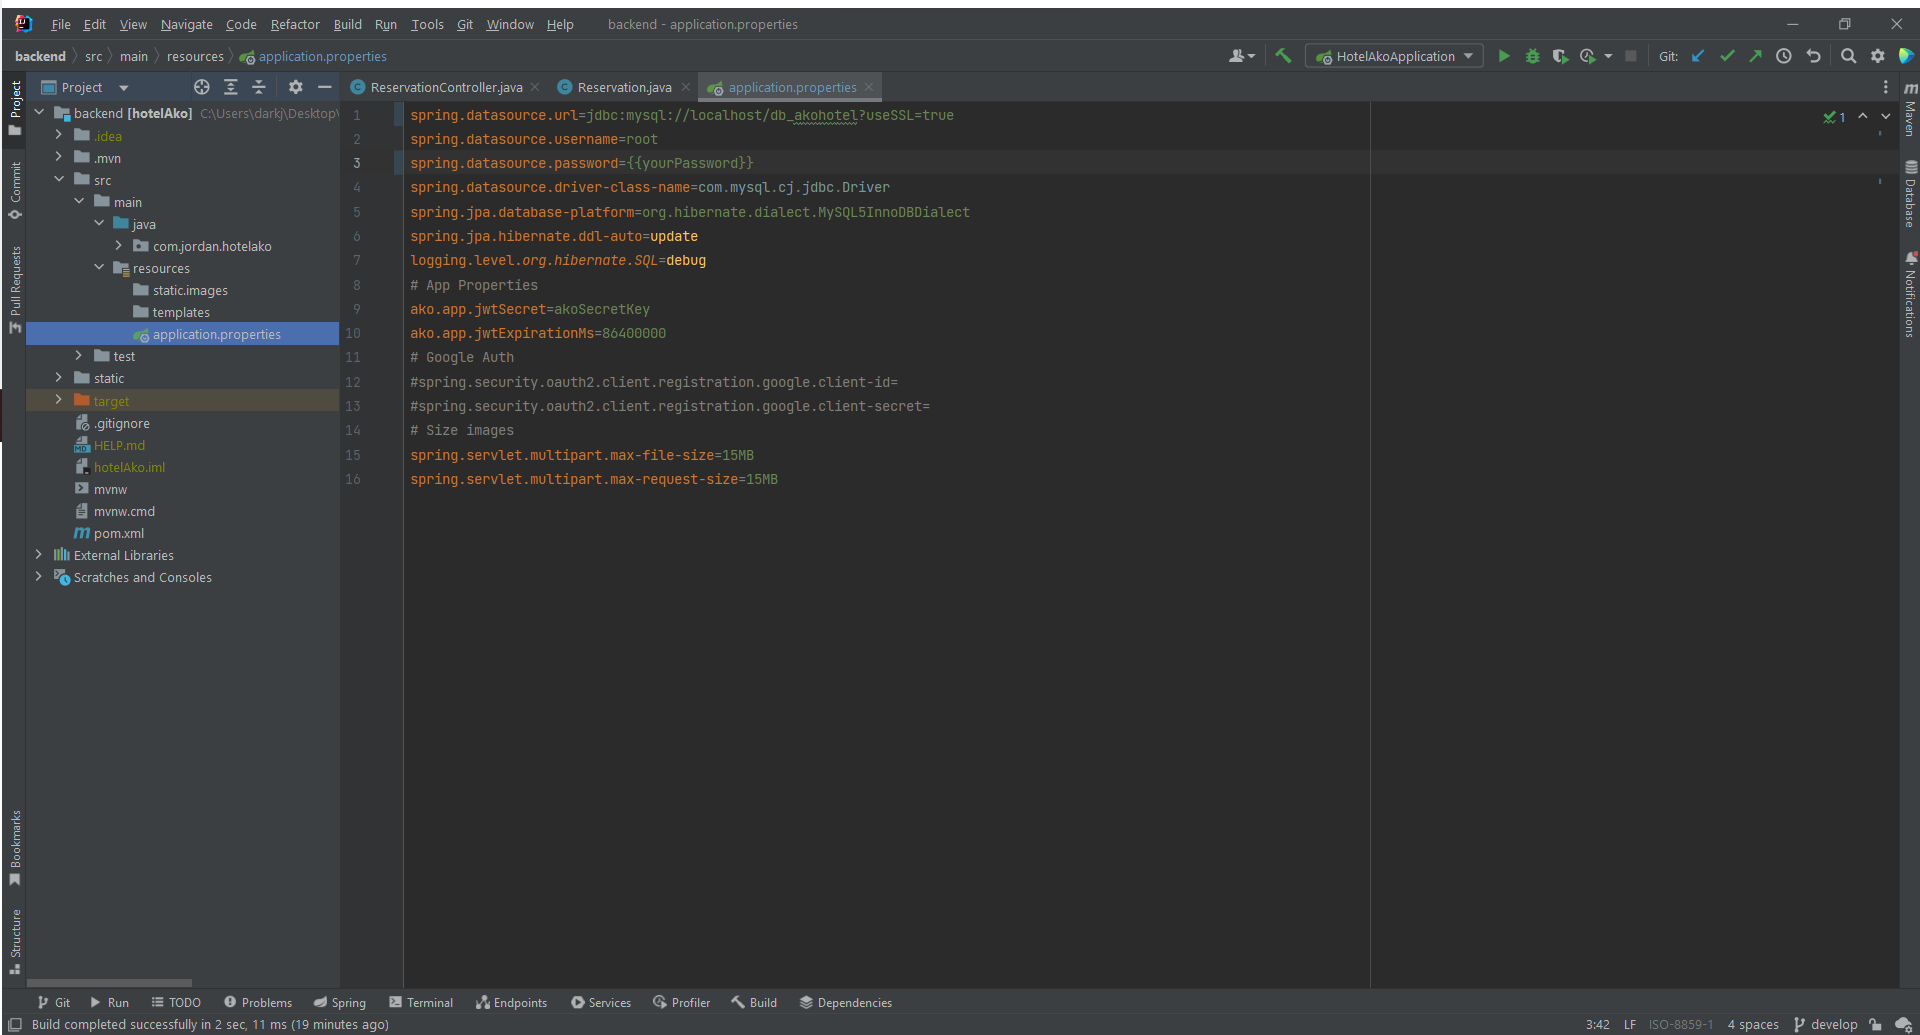 File Edit View Navigate Code Refactor Build Run Tools Git Window Help backend - application.properties
backend src main resources application.properties HotelAkoApplication Git:
Project
ReservationController.java Reservation.java application.properties
Project
Commit
Pull Requests
Bookmarks
Structure
backend [hotelAko] C:\Users\darkj\Desktop\
.idea
.mvn
src
main
java
com.jordan.hotelako
resources
static.images
templates
application.properties
test
static
target
.gitignore
HELP.md
hotelAko.iml
mvnw
mvnw.cmd
pom.xml
External Libraries
Scratches and Consoles
1 spring.datasource.url=jdbc:mysql://localhost/db_akohotel?useSSL=true
2 spring.datasource.username=root
3 spring.datasource.password={{yourPassword}}
4 spring.datasource.driver-class-name=com.mysql.cj.jdbc.Driver
5 spring.jpa.database-platform=org.hibernate.dialect.MySQL5InnoDBDialect
6 spring.jpa.hibernate.ddl-auto=update
7 logging.level.org.hibernate.SQL=debug
8 # App Properties
9 ako.app.jwtSecret=akoSecretKey
10 ako.app.jwtExpirationMs=86400000
11 # Google Auth
12 #spring.security.oauth2.client.registration.google.client-id=
13 #spring.security.oauth2.client.registration.google.client-secret=
14 # Size images
15 spring.servlet.multipart.max-file-size=15MB
16 spring.servlet.multipart.max-request-size=15MB
1
Maven
Database
Notifications
Git Run TODO Problems Spring Terminal Endpoints Services Profiler Build Dependencies
Build completed successfully in 2 sec, 11 ms (19 minutes ago) 3:42 LF ISO-8859-1 4 spaces develop